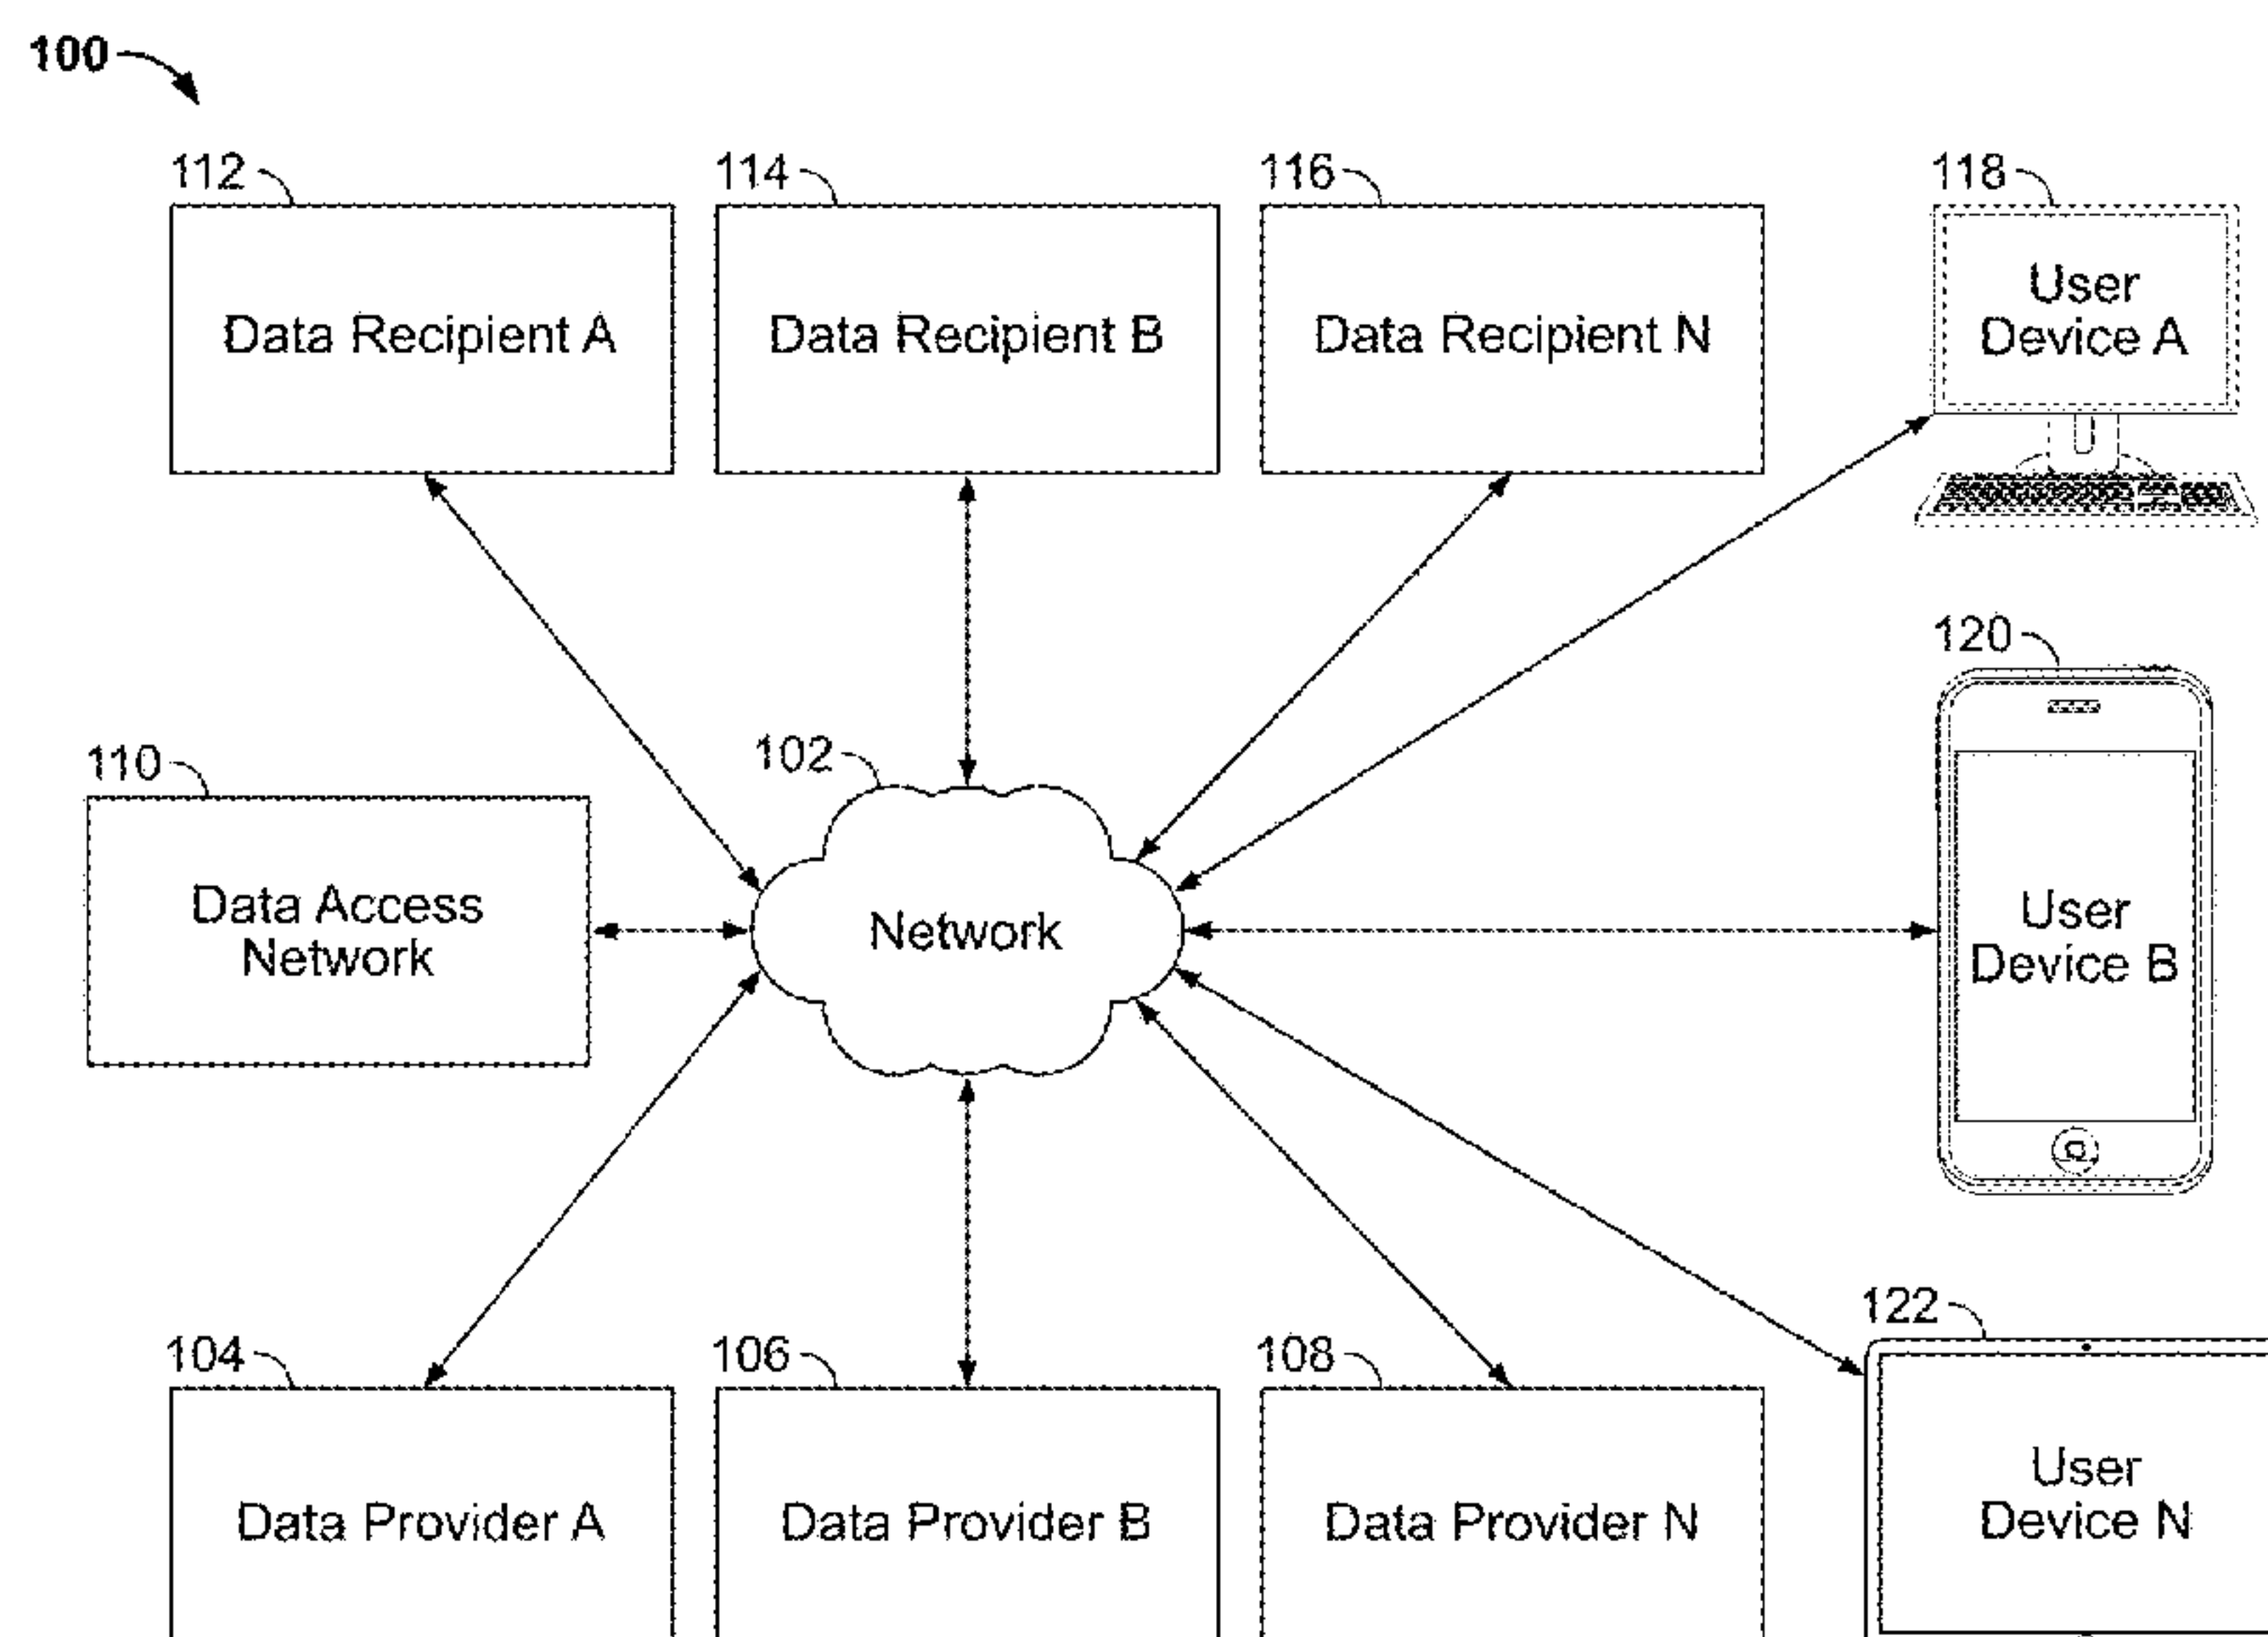 100
112
114
116
118
Data Recipient A
Data Recipient B
Data Recipient N
User
Device A
120
110
102
Data Access
Network
Network
User
Device B
104
106
108
122
Data Provider A
Data Provider B
Data Provider N
User
Device N